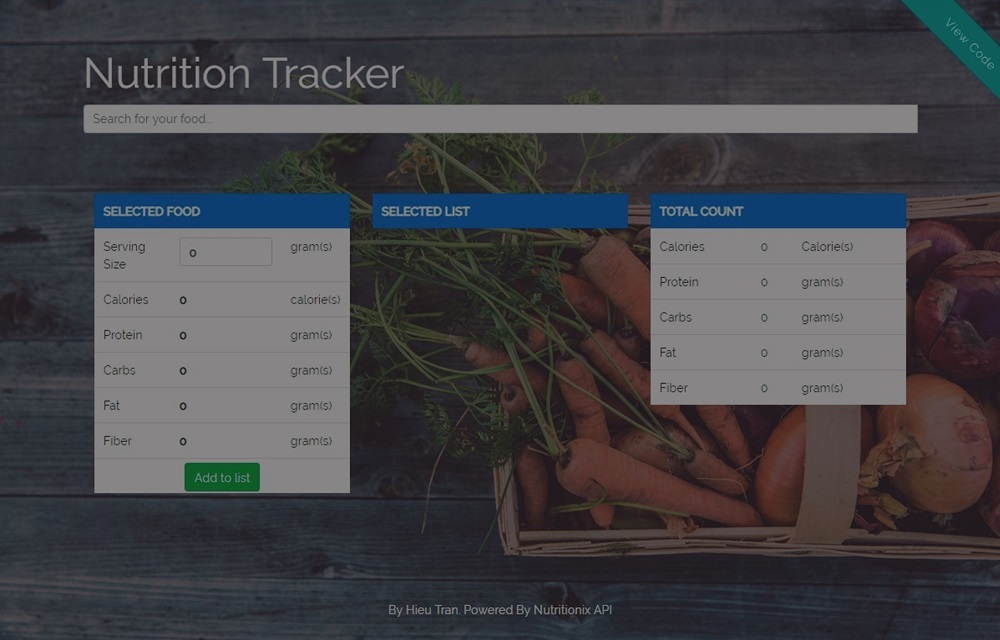 View Code
Nutrition Tracker
Search for your food...
SELECTED FOOD
Serving Size 0 gram(s)
Calories 0 calorie(s)
Protein 0 gram(s)
Carbs 0 gram(s)
Fat 0 gram(s)
Fiber 0 gram(s)
Add to list
SELECTED LIST
TOTAL COUNT
Calories 0 Calorie(s)
Protein 0 gram(s)
Carbs 0 gram(s)
Fat 0 gram(s)
Fiber 0 gram(s)
By Hieu Tran. Powered By Nutritionix API